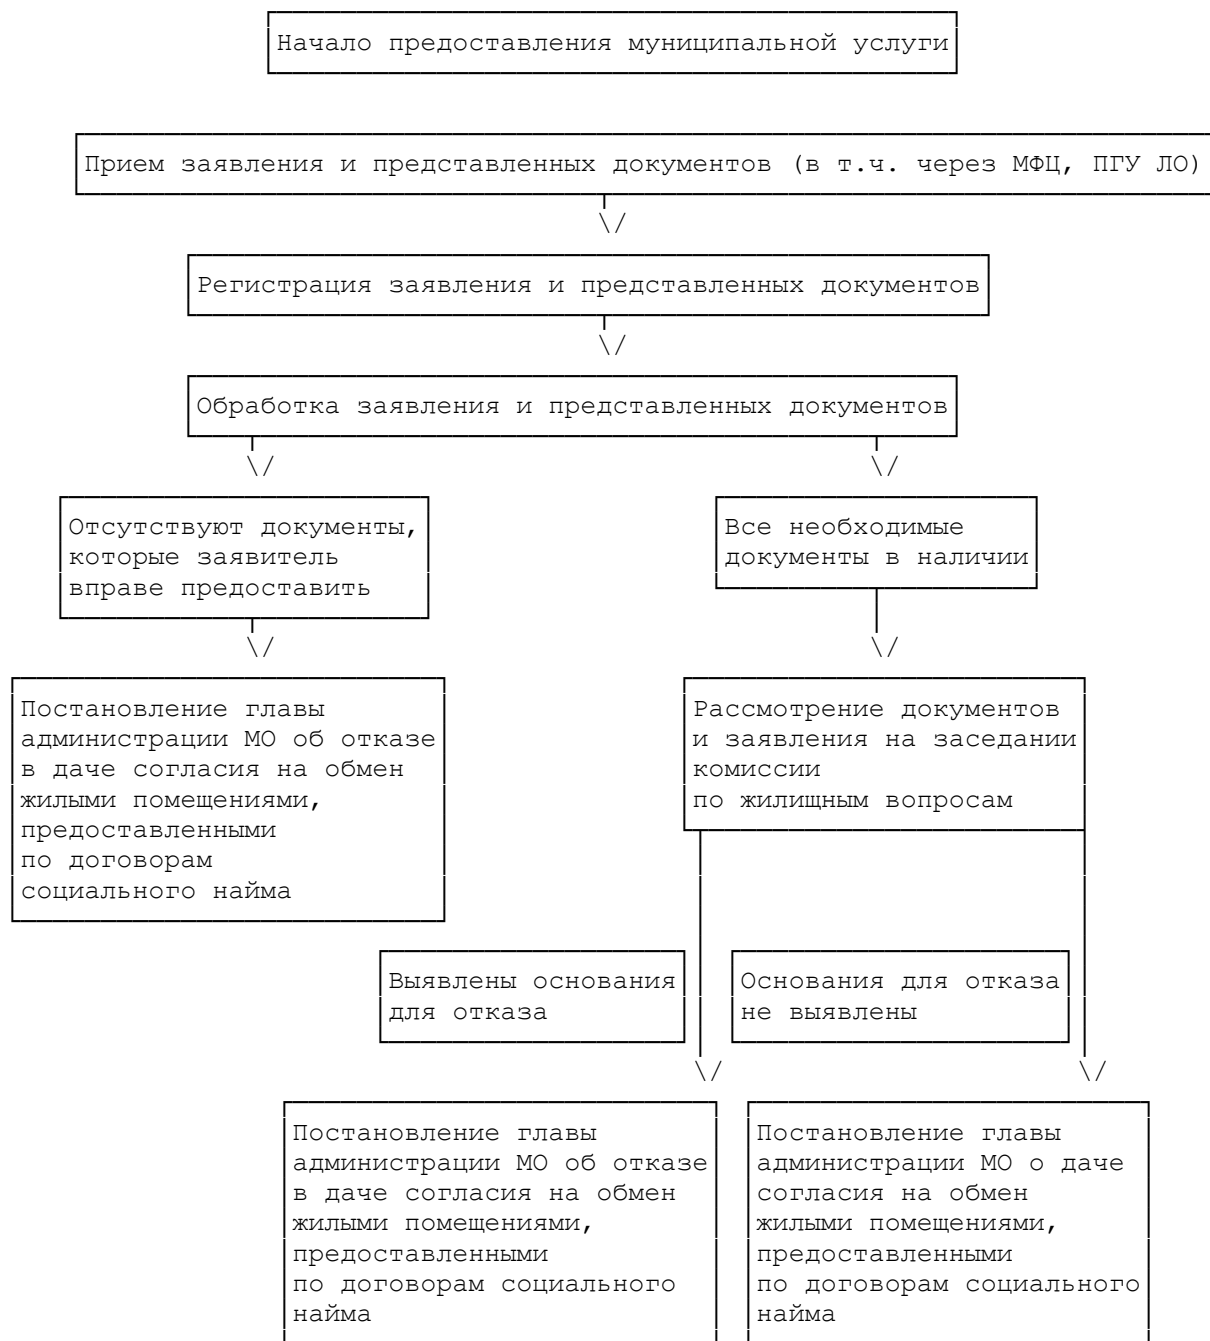 Начало предоставления муниципальной услуги
Прием заявления и представленных документов (в т.ч. через МФЦ, ПГУ ЛО)
Регистрация заявления и представленных документов
Обработка заявления и представленных документов
Отсутствуют документы,
которые заявитель
вправе предоставить
Все необходимые
документы в наличии
Постановление главы
администрации МО об отказе
в даче согласия на обмен
жилыми помещениями,
предоставленными
по договорам
социального найма
Рассмотрение документов
и заявления на заседании
комиссии
по жилищным вопросам
Выявлены основания
для отказа
Основания для отказа
не выявлены
Постановление главы
администрации МО об отказе
в даче согласия на обмен
жилыми помещениями,
предоставленными
по договорам социального
найма
Постановление главы
администрации МО о даче
согласия на обмен
жилыми помещениями,
предоставленными
по договорам социального
найма